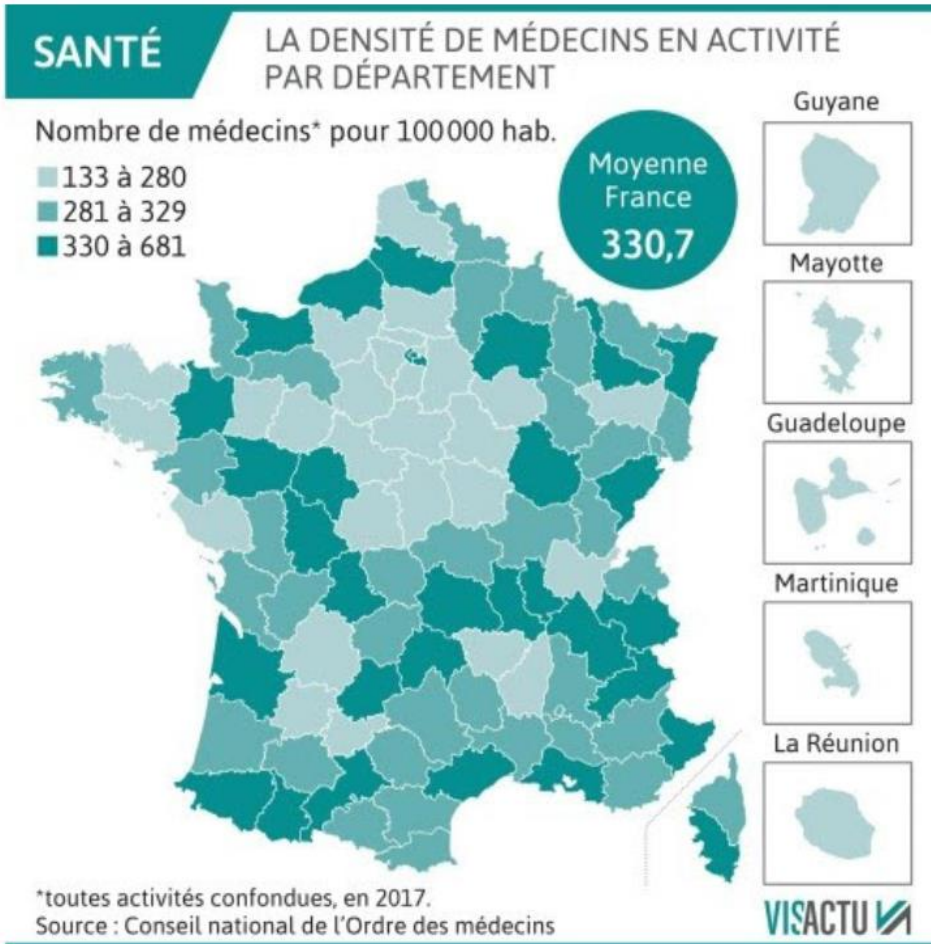 SANTÉ
LA DENSITÉ DE MÉDECINS EN ACTIVITÉ
PAR DÉPARTEMENT
Nombre de médecins* pour 100 000 hab.
133 à 280
281 à 329
330 à 681
Moyenne
France
330,7
Guyane
Mayotte
Guadeloupe
Martinique
La Réunion
*toutes activités confondues, en 2017.
Source : Conseil national de l'Ordre des médecins
VISACTU